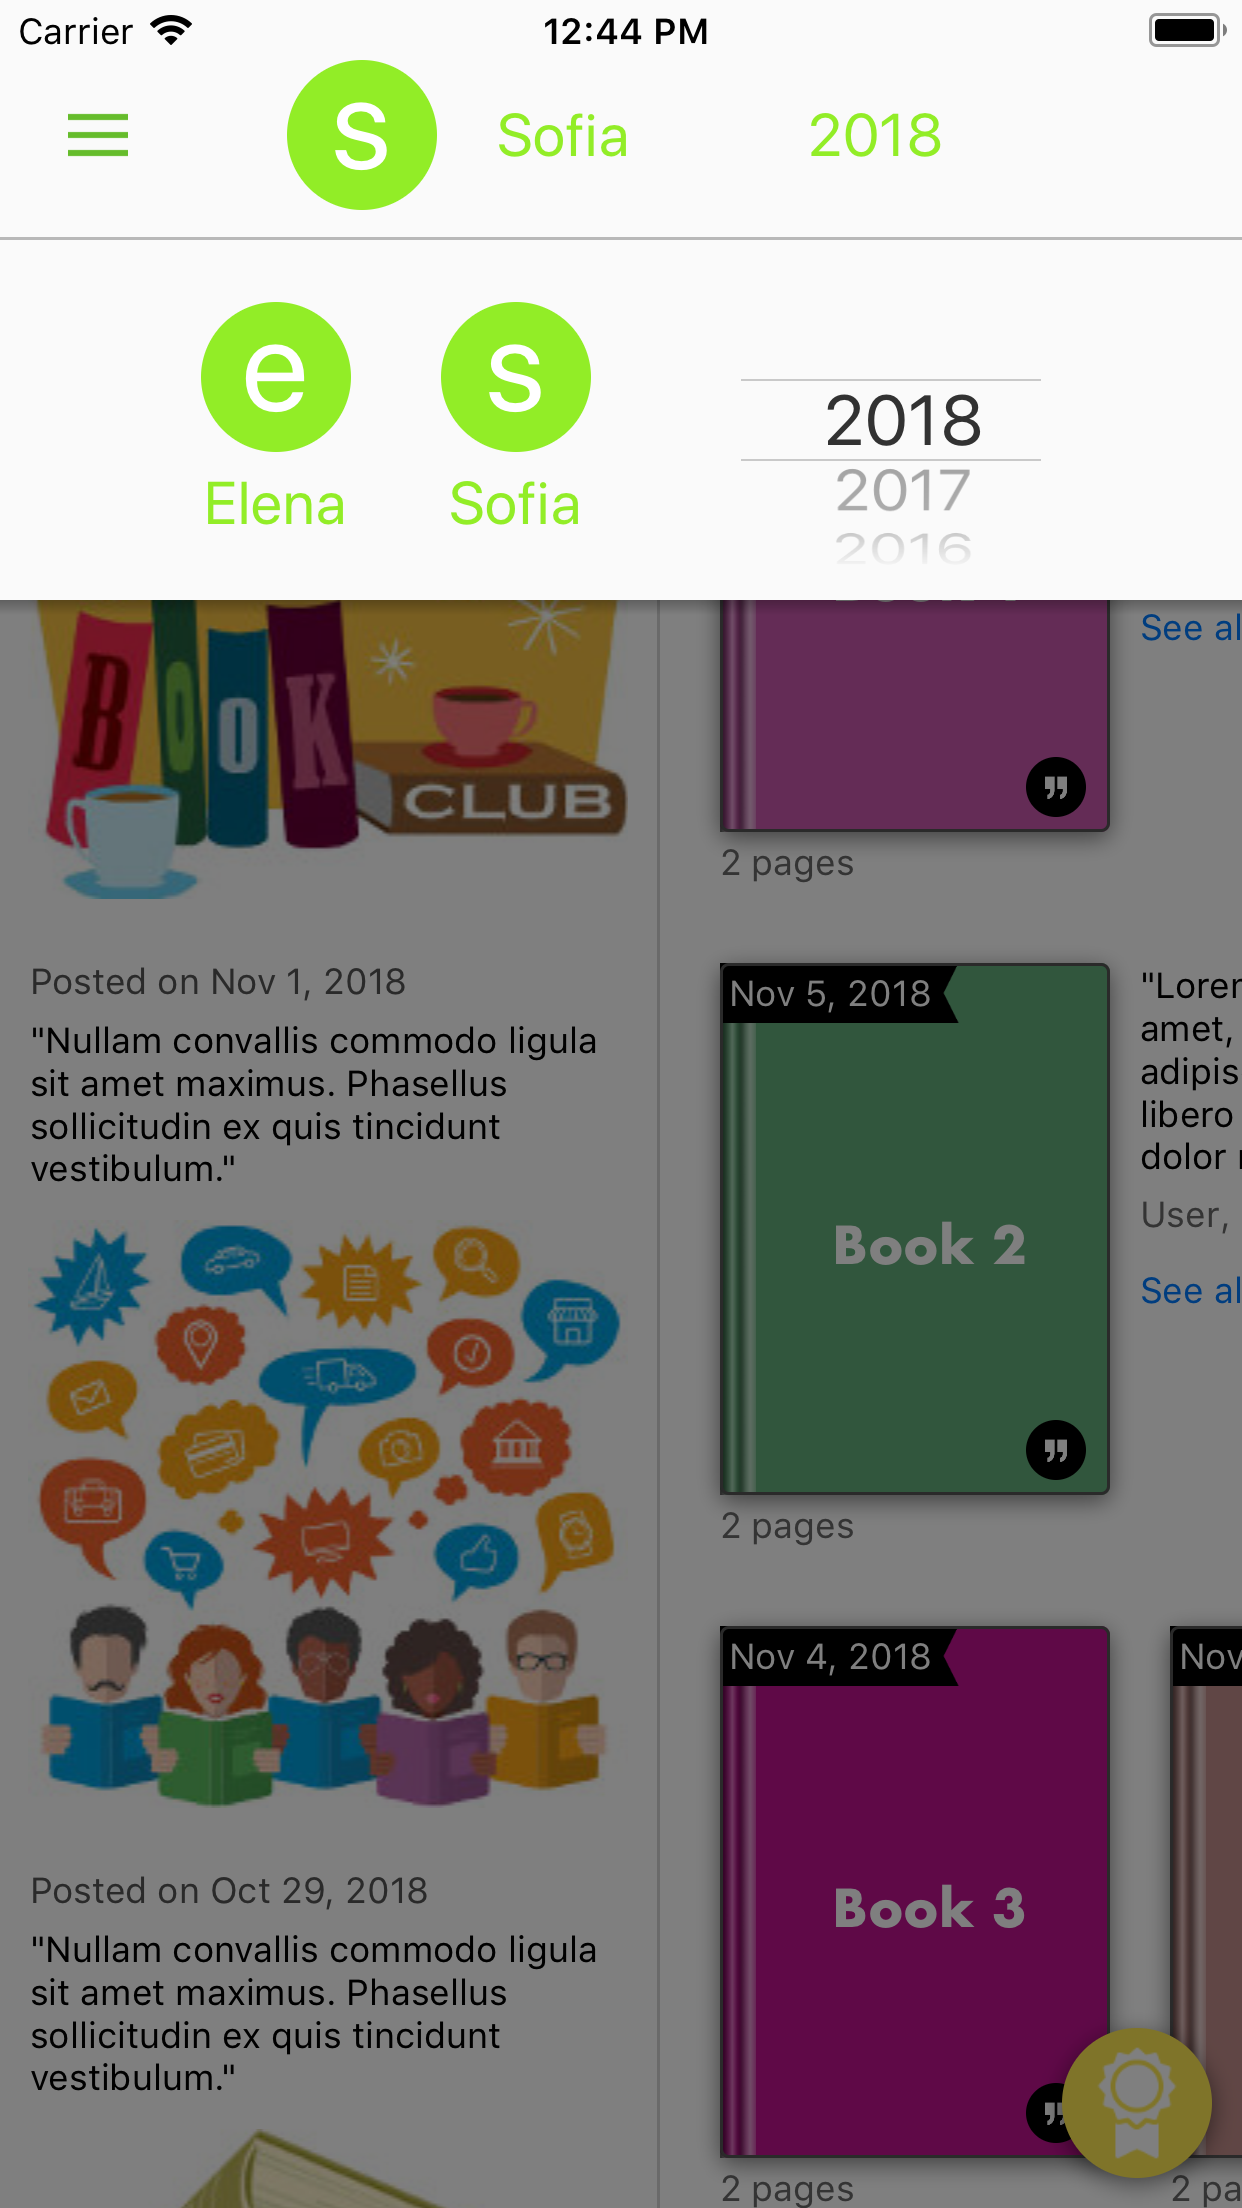 Carrier 12:44 PM
s Sofia 2018
e s
Elena Sofia
2018
2017
2016
BOOK
CLUB
See al
2 pages
Posted on Nov 1, 2018
"Nullam convallis commodo ligula
sit amet maximus. Phasellus
sollicitudin ex quis tincidunt
vestibulum."
Posted on Oct 29, 2018
"Nullam convallis commodo ligula
sit amet maximus. Phasellus
sollicitudin ex quis tincidunt
vestibulum."
Nov 5, 2018
Book 2
2 pages
"Lorem
amet,
adipis
libero
dolor
User,
See al
Nov 4, 2018
Book 3
2 pages
Nov
2 pa